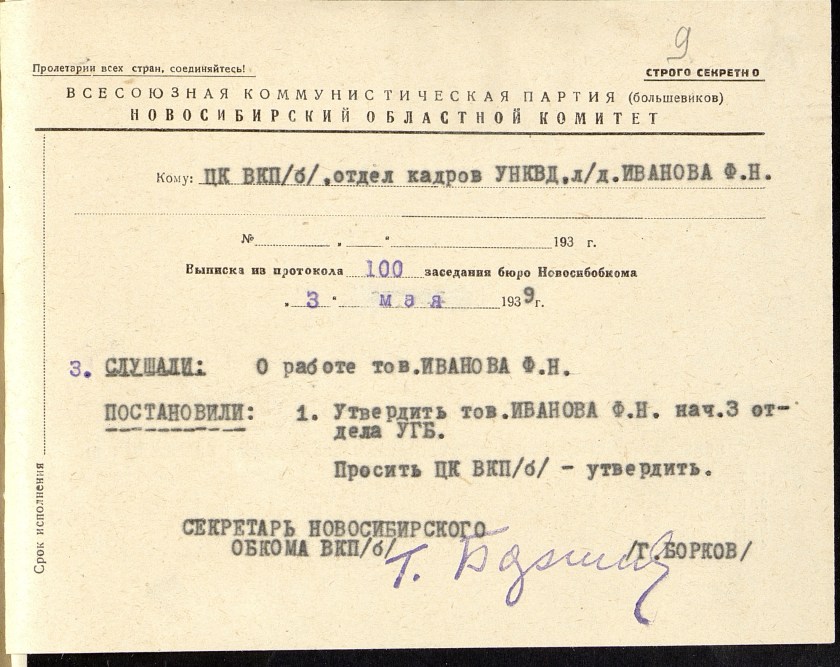 9
Пролетарии всех стран, соединяйтесь!
СТРОГО СЕКРЕТНО
ВСЕСОЮЗНАЯ КОММУНИСТИЧЕСКАЯ ПАРТИЯ (большевиков)
НОВОСИБИРСКИЙ ОБЛАСТНОЙ КОМИТЕТ
Кому: ЦК ВКП/б/, отдел кадров УНКВД, л/д. ИВАНОВА Ф.Н.
№ „ " 193 г.
Выписка из протокола 100 заседания бюро Новосибобкома
„ 3 " мая 1939 г.
3. СЛУШАЛИ: О работе тов.ИВАНОВА Ф.Н.
ПОСТАНОВИЛИ: 1. Утвердить тов.ИВАНОВА Ф.Н. нач.3 от-
дела УГБ.
Просить ЦК ВКП/б/ – утвердить.
СЕКРЕТАРЬ НОВОСИБИРСКОГО
ОБКОМА ВКП/б/ Г. Борков /Г.БОРКОВ/
Срок исполнения